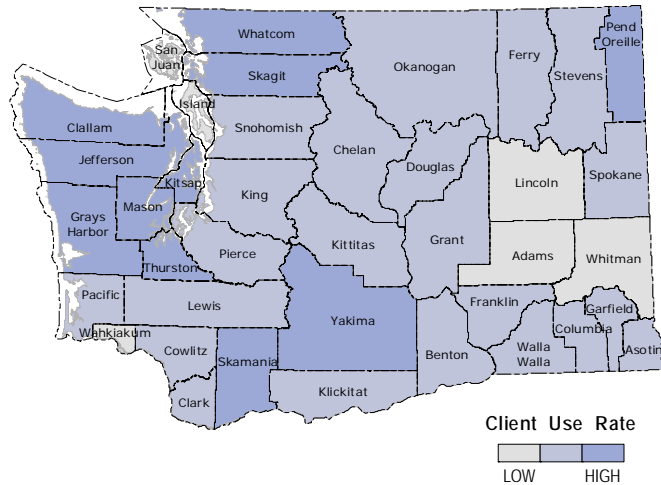 Whatcom
Pend
Oreille
San
Juan
Ferry
Okanogan
Skagit
Stevens
Island
Clallam
Snohomish
Chelan
Jefferson
Douglas
Kitsap
Lincoln
Spokane
King
Mason
Grays
Harbor
Kittitas
Grant
Pierce
Adams
Whitman
Thurston
Pacific
Lewis
Franklin
Garfield
Yakima
Wahkiakum
Columbia
Walla
Walla
Cowlitz
Benton
Asotin
Skamania
Klickitat
Clark
Client Use Rate
LOW HIGH